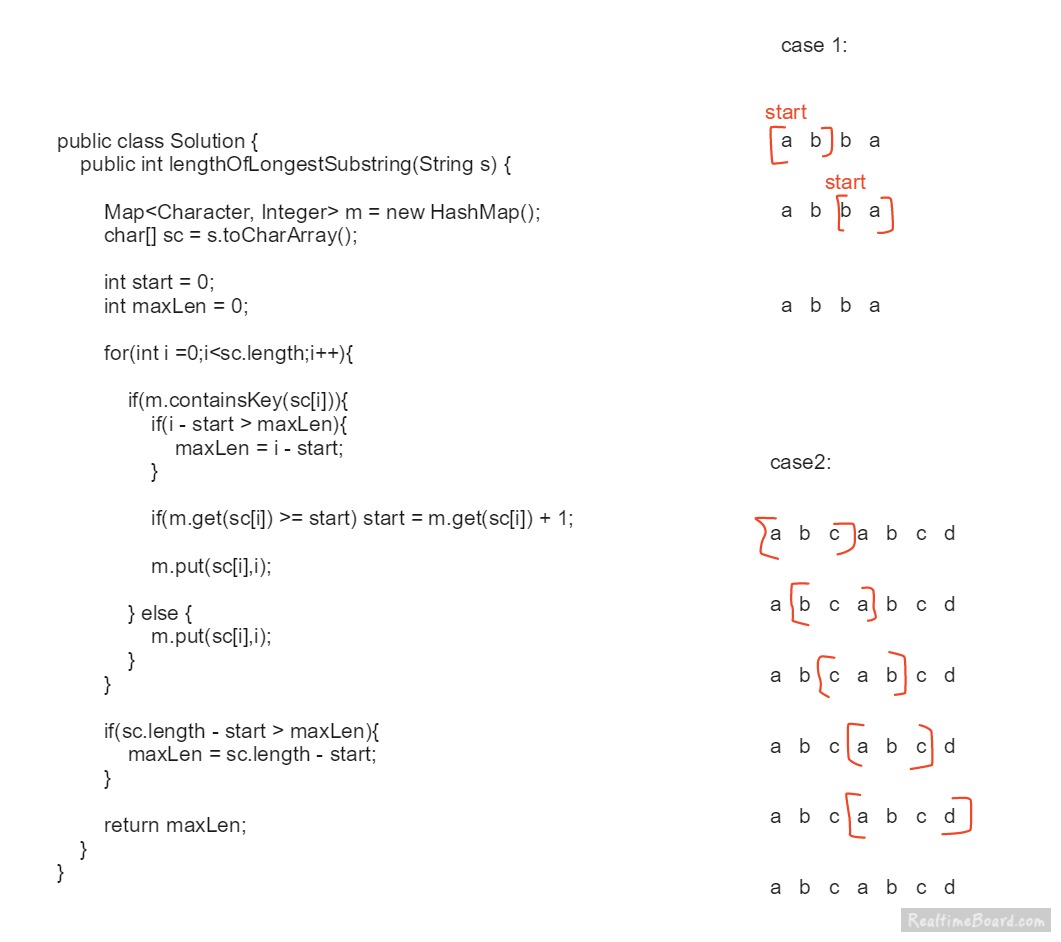 public class Solution {
public int lengthOfLongestSubstring(String s) {
Map<Character, Integer> m = new HashMap();
char[] sc = s.toCharArray();
int start = 0;
int maxLen = 0;
for(int i =0;i<sc.length;i++){
if(m.containsKey(sc[i])){
if(i - start > maxLen){
maxLen = i - start;
}
if(m.get(sc[i]) >= start) start = m.get(sc[i]) + 1;
m.put(sc[i],i);
} else {
m.put(sc[i],i);
}
}
if(sc.length - start > maxLen){
maxLen = sc.length - start;
}
return maxLen;
}
}
case 1:
start
[a b] b a
start
a b [b a]
a b b a
case2:
[a b c] a b c d
a [b c a] b c d
a b [c a b] c d
a b c [a b c] d
a b c [a b c d]
a b c a b c d
RealtimeBoard.com